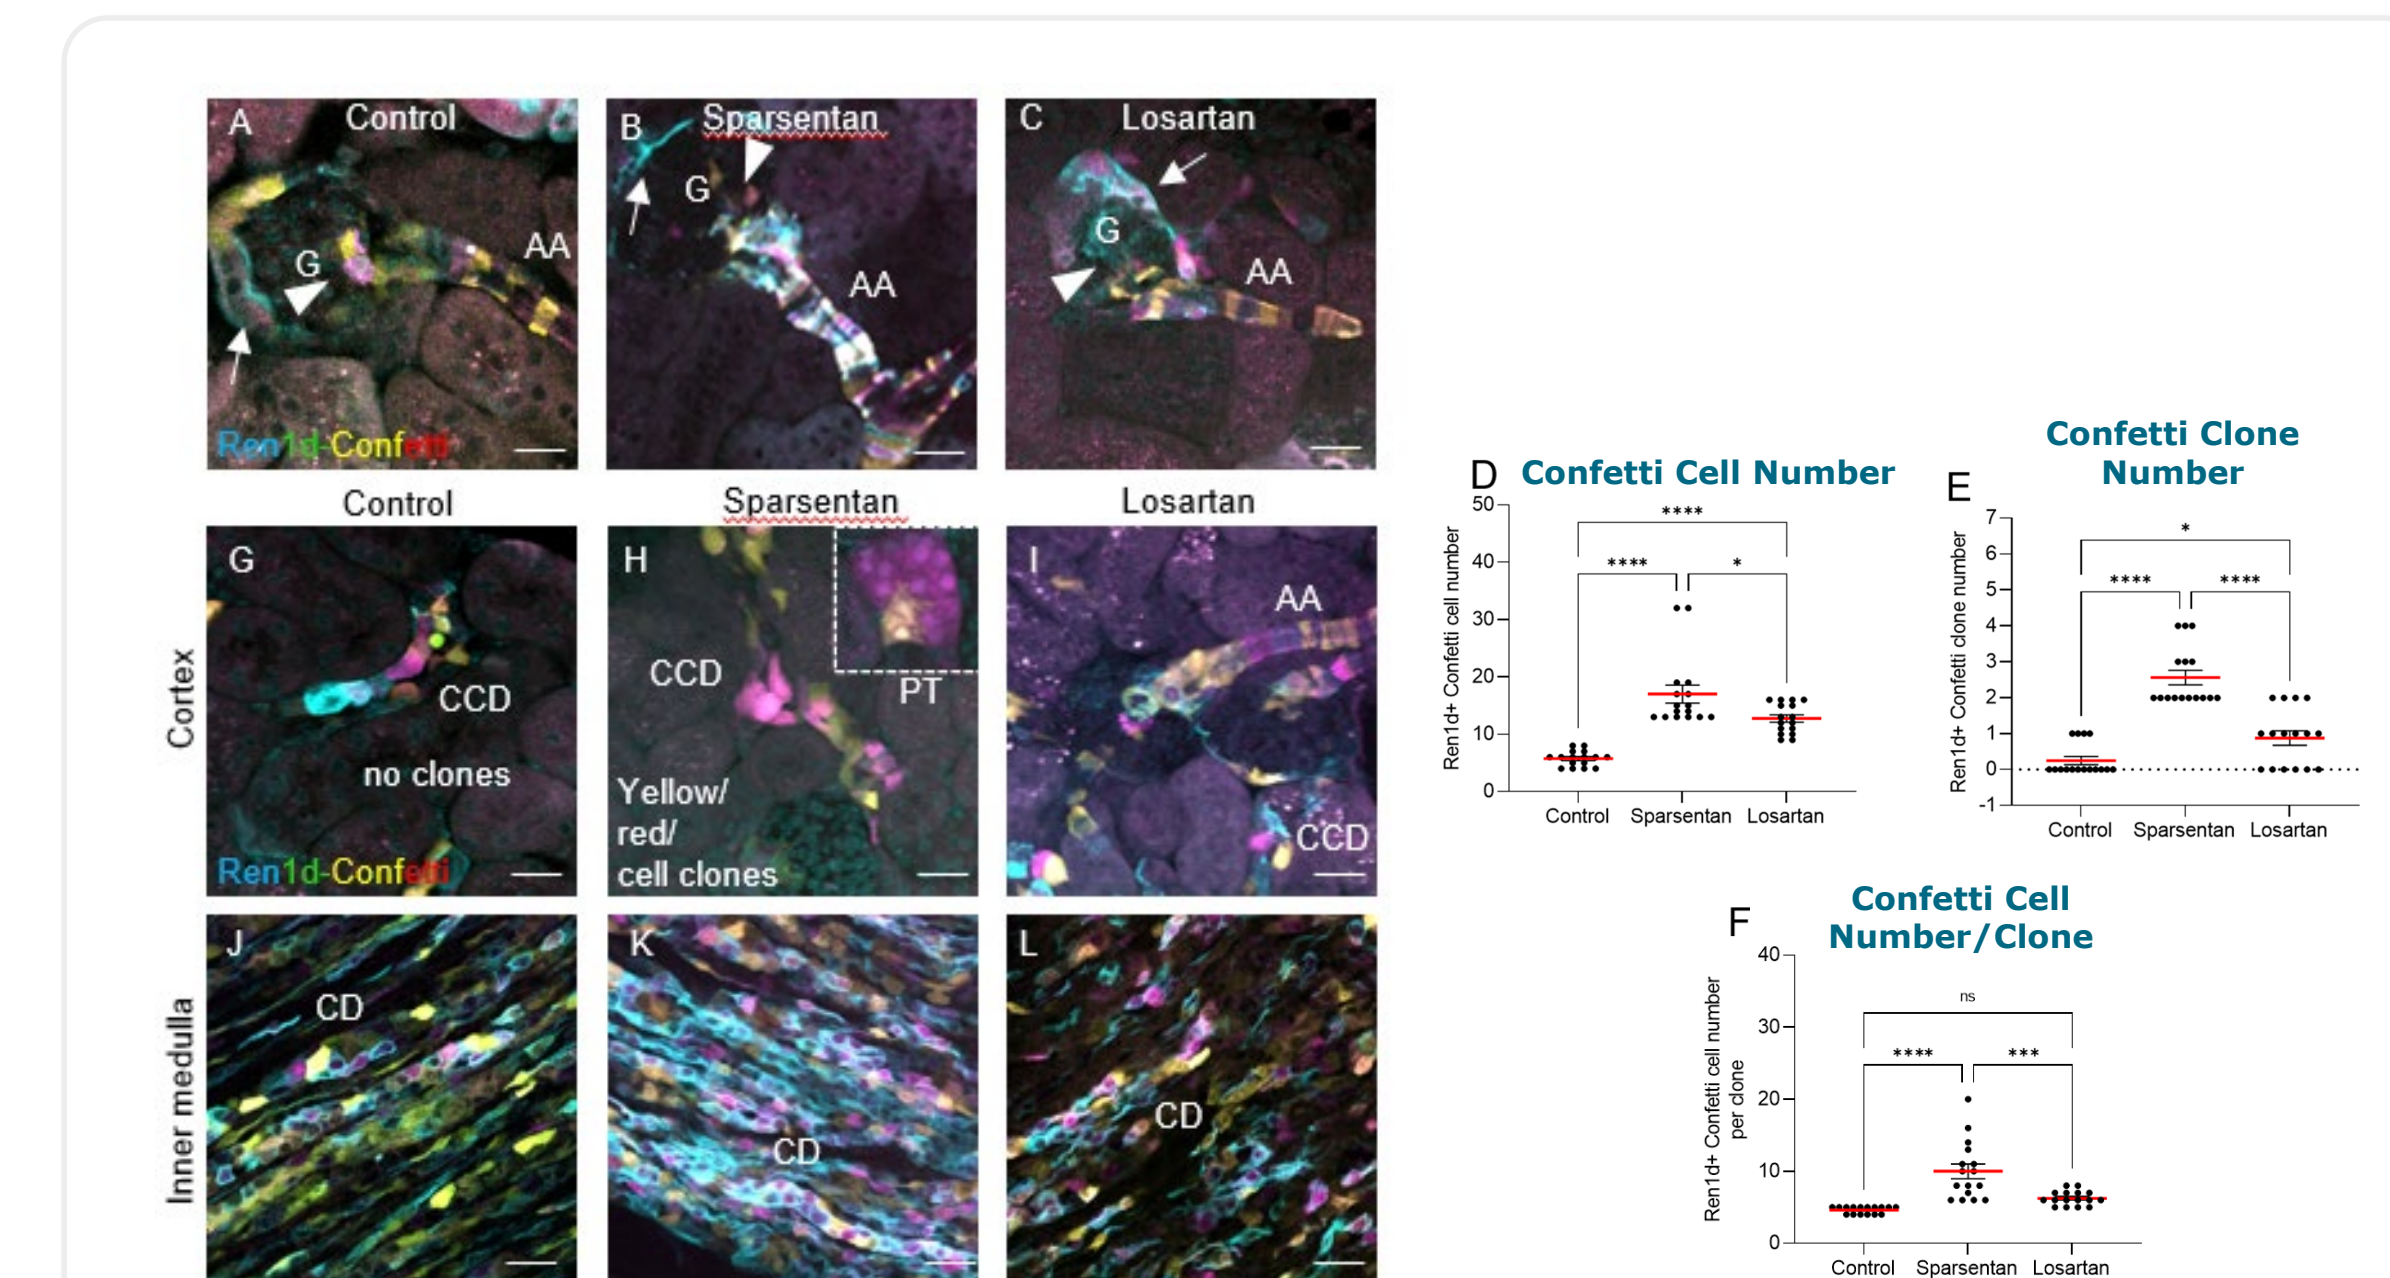 A
Control
B
Sparsentan
C
Losartan
G
AA
G
AA
G
AA
Ren1d-Confetti
Control
Sparsentan
Losartan
Cortex
G
CCD
no clones
Ren1d-Confetti
H
CCD
PT
Yellow/
red/
cell clones
I
AA
CCD
Inner medulla
J
CD
K
CD
L
CD
D
Confetti Cell Number
Ren1d+ Confetti cell number
50
40
30
20
10
0
****
****
*
Control
Sparsentan
Losartan
E
Confetti Clone
Number
Ren1d+ Confetti clone number
7
6
5
4
3
2
1
0
-1
*
****
****
Control
Sparsentan
Losartan
F
Confetti Cell
Number/Clone
Ren1d+ Confetti cell number
per clone
40
30
20
10
0
ns
****
***
Control
Sparsentan
Losartan